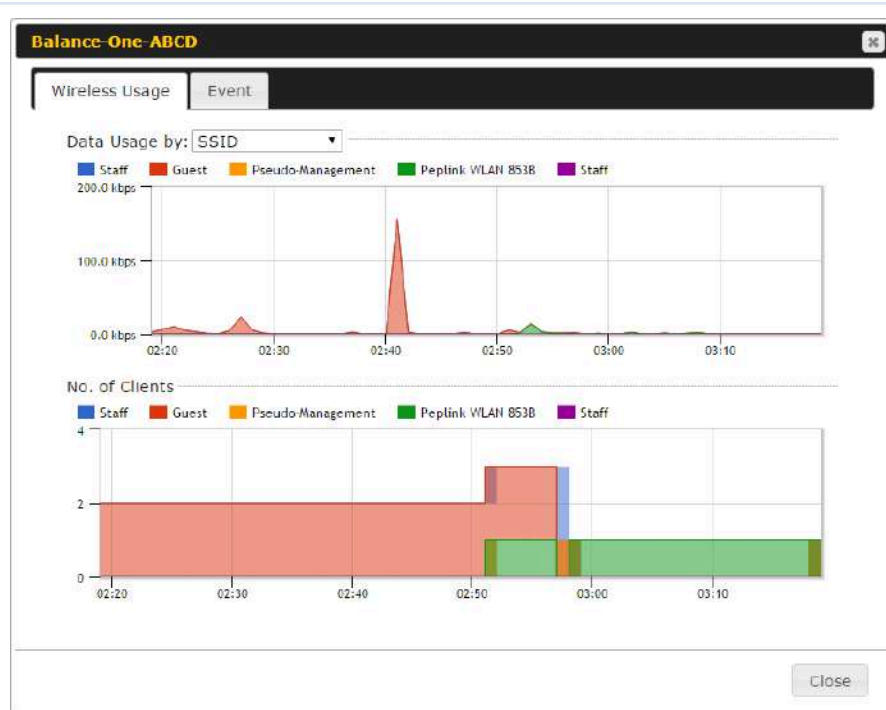 Balance-One-ABCD
Wireless Usage Event
Data Usage by: SSID
Staff Guest Pseudo-Management Peplink WLAN 853B Staff
200.0 kbps
100.0 kbps
0.0 kbps
02:20 02:30 02:40 02:50 03:00 03:10
No. of Clients
Staff Guest Pseudo-Management Peplink WLAN 853B Staff
4
2
0
02:20 02:30 02:40 02:50 03:00 03:10
Close